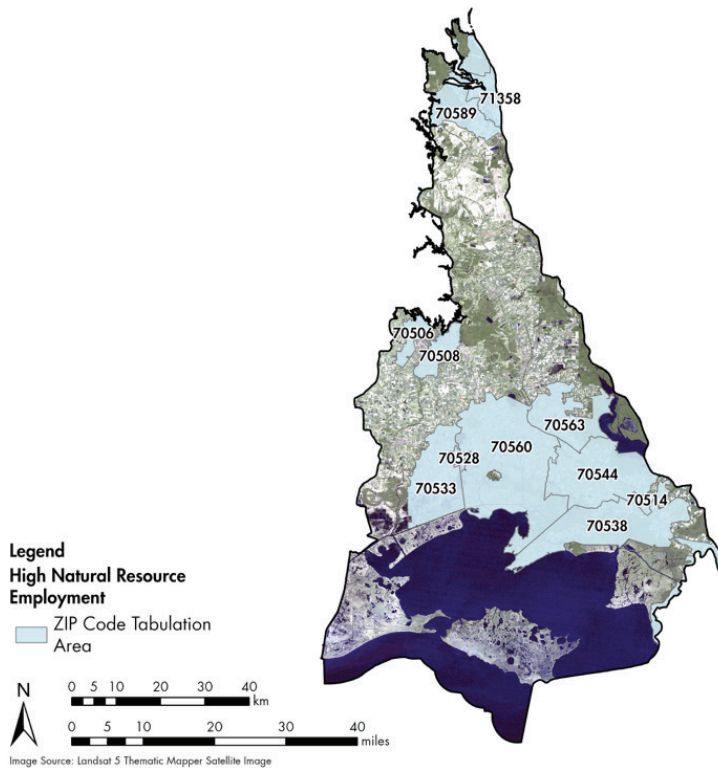 71358
70589
70506
70508
70563
70528
70560
70544
70533
70514
70538
Legend
High Natural Resource
Employment
ZIP Code Tabulation
Area
N
0 5 10 20 30 40
km
0 5 10 20 30 40
miles
Image Source: Landsat 5 Thematic Mapper Satellite Image